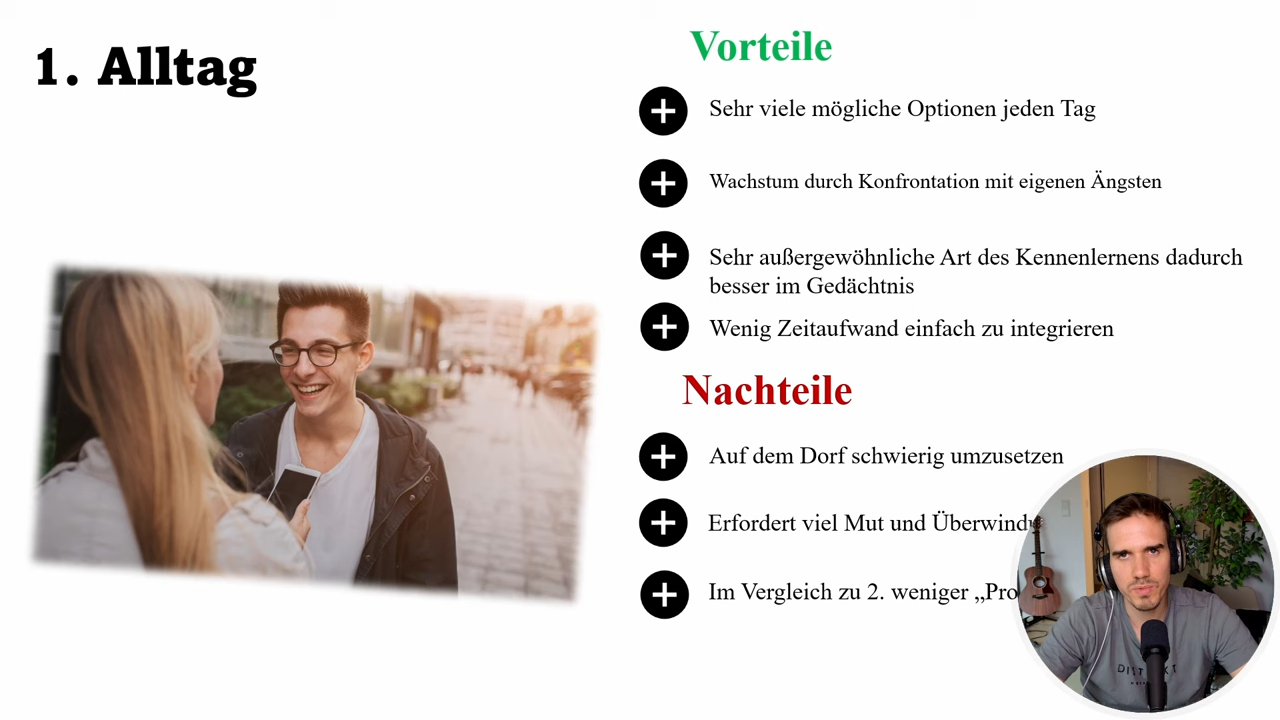 1. Alltag
Vorteile
Sehr viele mögliche Optionen jeden Tag
Wachstum durch Konfrontation mit eigenen Ängsten
Sehr außergewöhnliche Art des Kennenlernens dadurch
besser im Gedächtnis
Wenig Zeitaufwand einfach zu integrieren
Nachteile
Auf dem Dorf schwierig umzusetzen
Erfordert viel Mut und
Im Vergleich zu 2. weniger